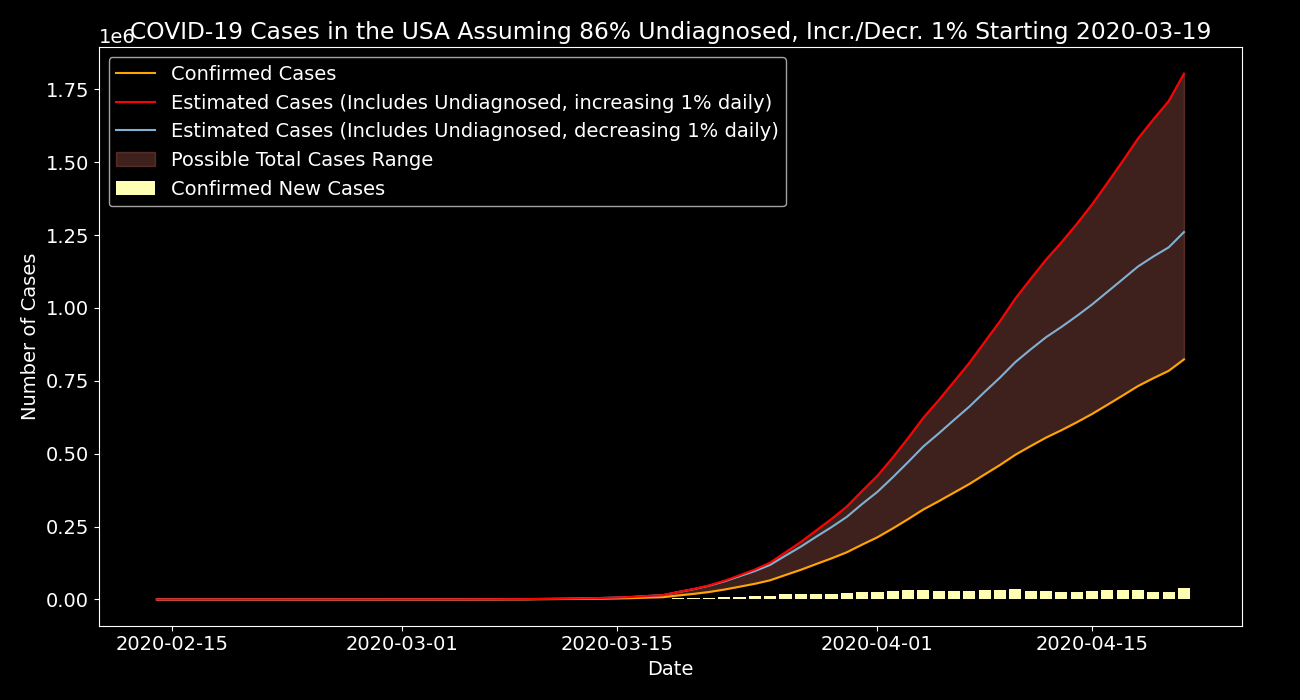 COVID-19 Cases in the USA Assuming 86% Undiagnosed, Incr./Decr. 1% Starting 2020-03-19
1e6
Confirmed Cases
Estimated Cases (Includes Undiagnosed, increasing 1% daily)
Estimated Cases (Includes Undiagnosed, decreasing 1% daily)
Possible Total Cases Range
Confirmed New Cases
Number of Cases
1.75
1.50
1.25
1.00
0.75
0.50
0.25
0.00
2020-02-15
2020-03-01
2020-03-15
2020-04-01
2020-04-15
Date